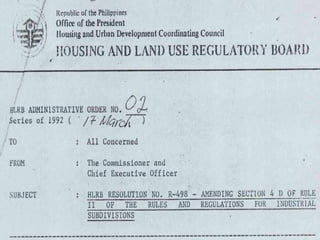 Republic of the Philippines
Office of the President
Housing and Urban Development Coordinating Council
HOUSING AND LAND USE REGULATORY BOARD
HLRB ADMINISTRATIVE ORDER NO. 02
Series of 1992 ( 17 March )
TO : All Concerned
FROM : The Commissioner and
Chief Executive Officer
SUBJECT : HLRB RESOLUTION NO. R-498 - AMENDING SECTION 4 D OF RULE
II OF THE RULES AND REGULATIONS FOR INDUSTRIAL
SUBDIVISIONS